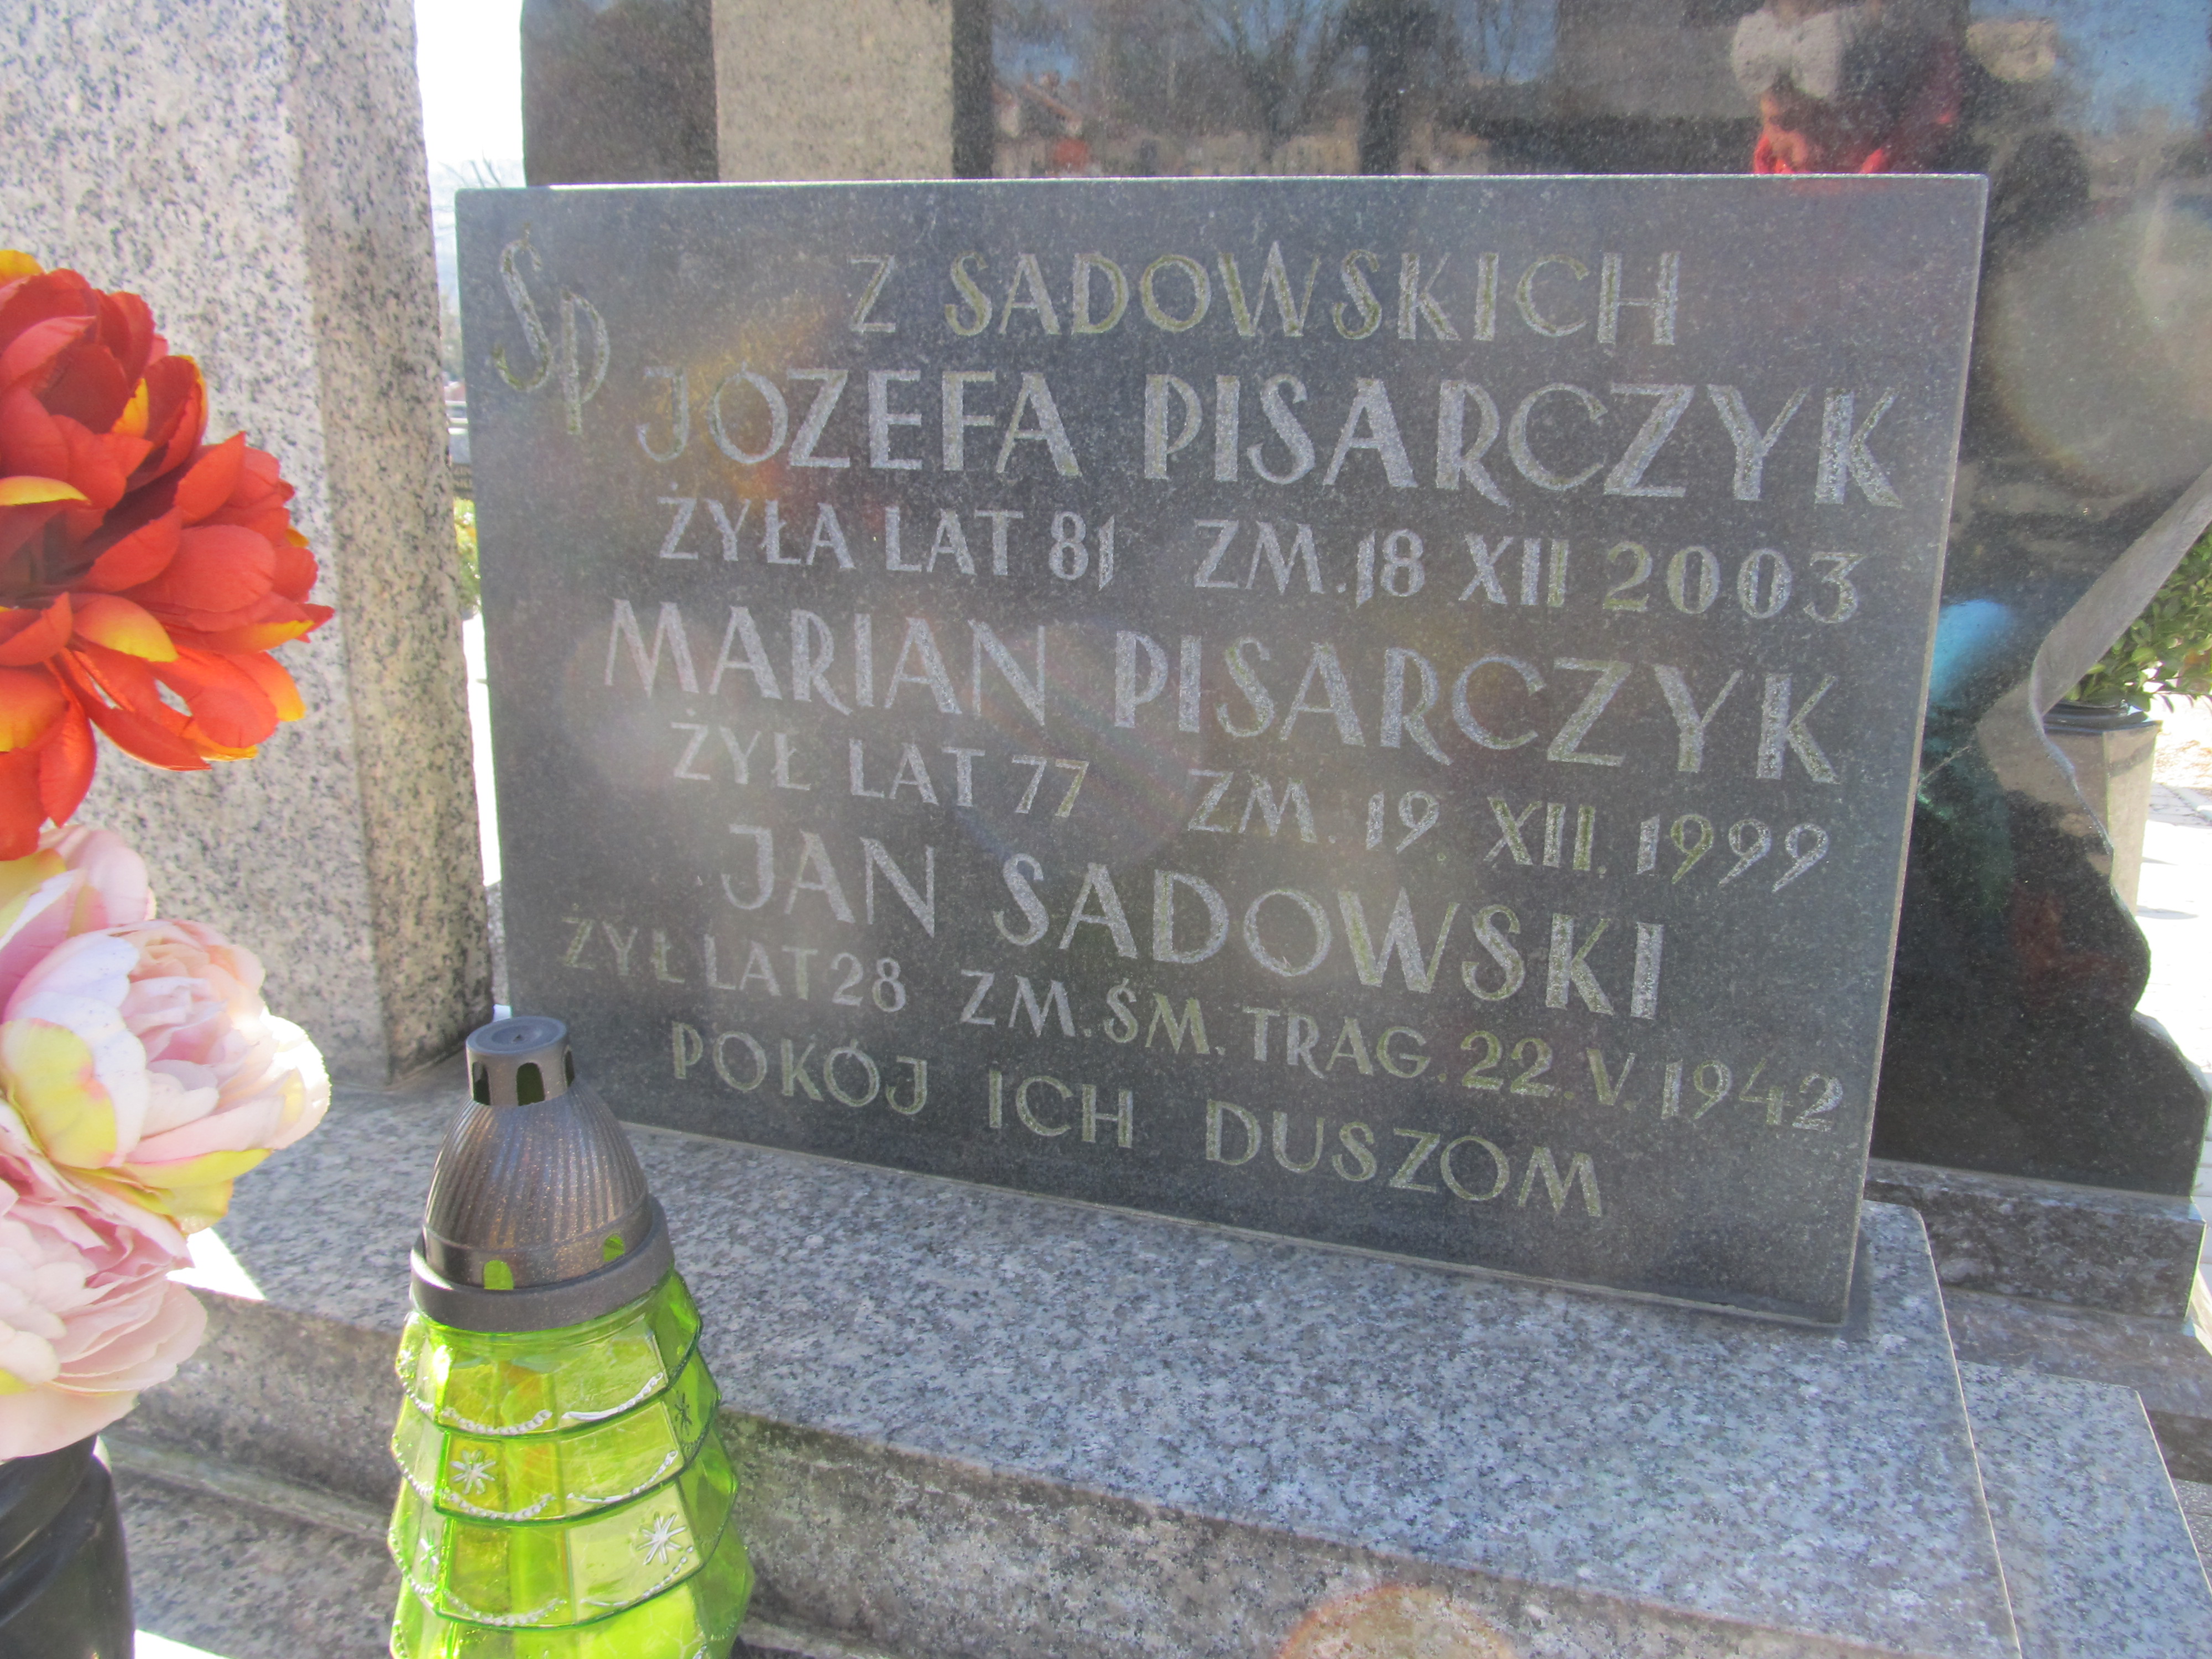 ŚP
Z SADOWSKICH
JÓZEFA PISARCZYK
ŻYŁA LAT 81 ZM. 18 XII 2003
MARIAN PISARCZYK
ŻYŁ LAT 77 ZM. 19. XII. 1999
JAN SADOWSKI
ŻYŁ LAT 28 ZM. ŚM. TRAG. 22. V. 1942
POKÓJ ICH DUSZOM